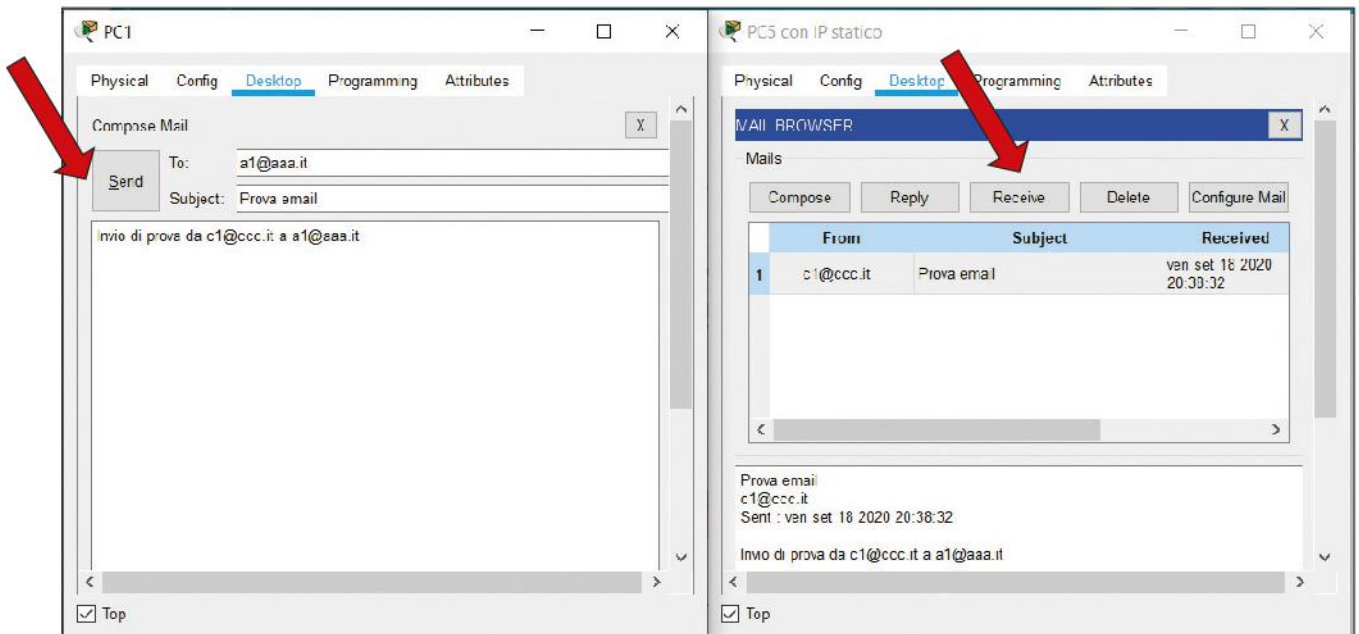 PC1
Physical Config Desktop Programming Attributes
Compose Mail
X
Send
To: a1@aaa.it
Subject: Prova email
Invio di prova da c1@ccc.it a a1@aaa.it
Top
PC5 con IP statico
Physical Config Desktop Programming Attributes
MAIL BROWSER
X
Mails
Compose Reply Receive Delete Configure Mail
From Subject Received
1 c1@ccc.it Prova email ven set 18 2020
20:38:32
Prova email
c1@ccc.it
Sent : ven set 18 2020 20:38:32
Invio di prova da c1@ccc.it a a1@aaa.it
Top